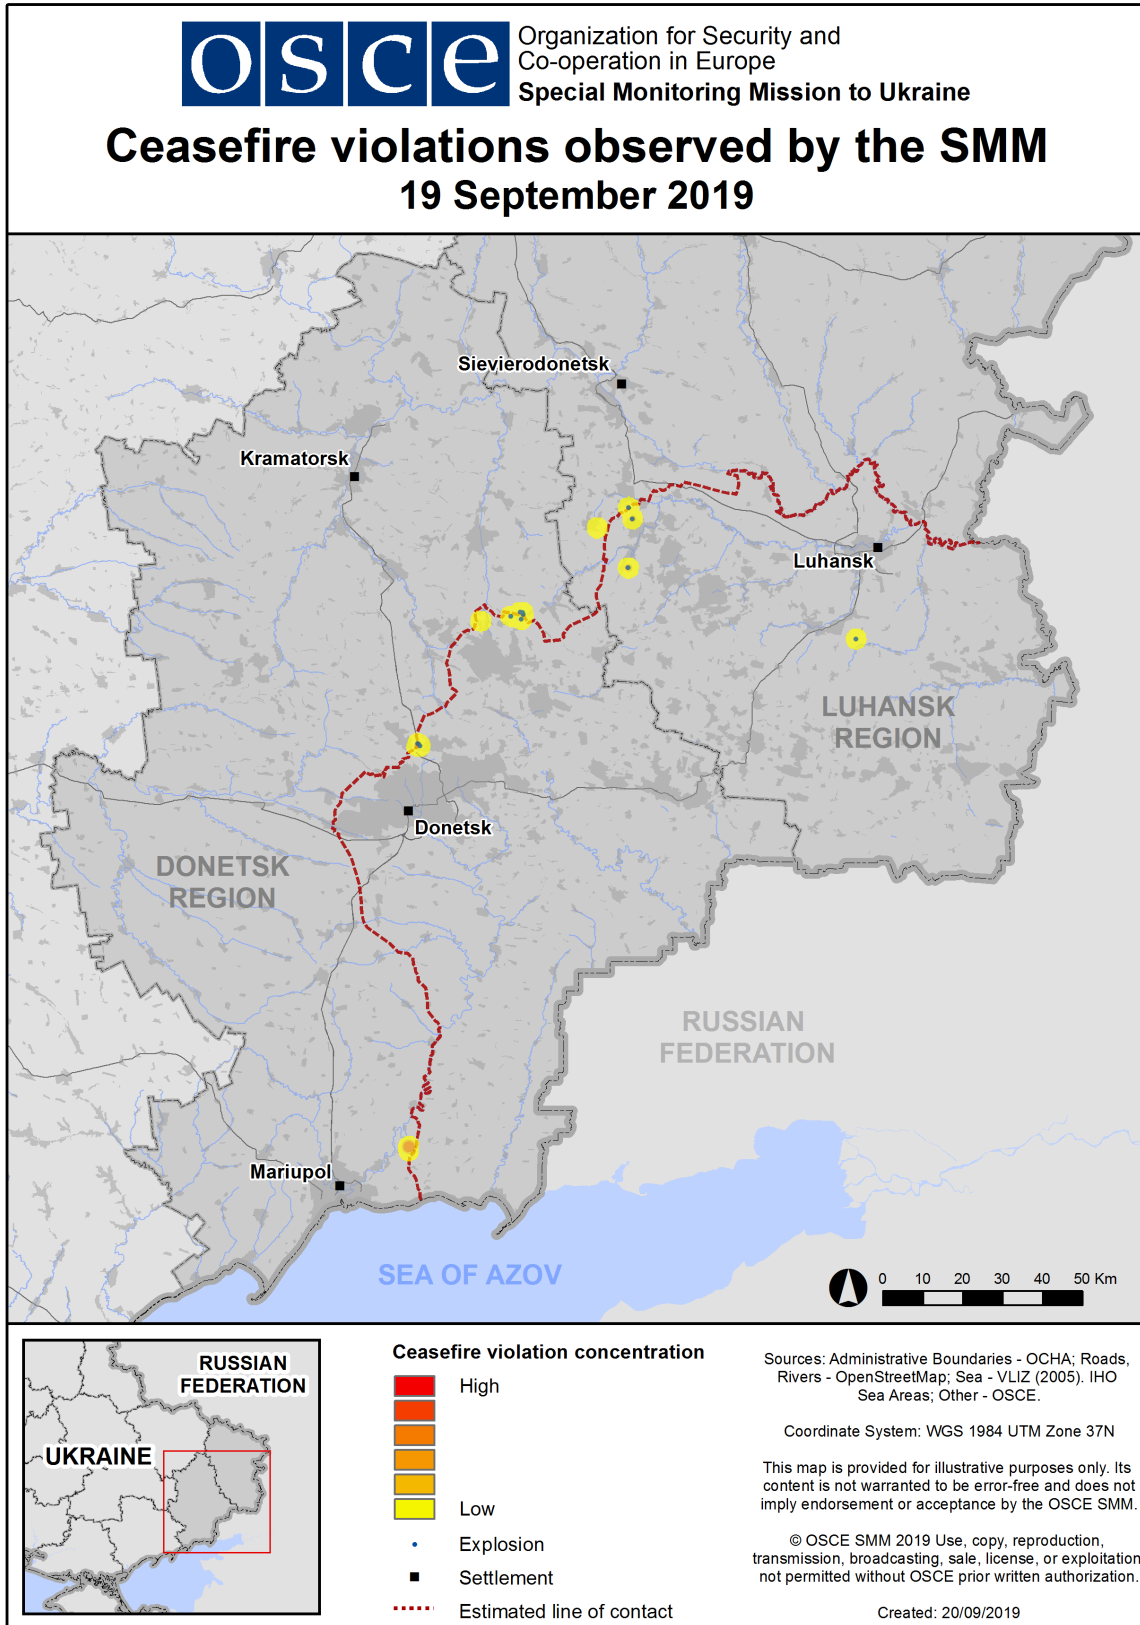 osce
Organization for Security and
Co-operation in Europe
Special Monitoring Mission to Ukraine
Ceasefire violations observed by the SMM
19 September 2019
Sievierodonetsk
Kramatorsk
Luhansk
LUHANSK
REGION
Donetsk
DONETSK
REGION
RUSSIAN
FEDERATION
Mariupol
SEA OF AZOV
0 10 20 30 40 50 Km
RUSSIAN
FEDERATION
UKRAINE
Ceasefire violation concentration
High
Low
Explosion
Settlement
Estimated line of contact
Sources: Administrative Boundaries - OCHA; Roads,
Rivers - OpenStreetMap; Sea - VLIZ (2005). IHO
Sea Areas; Other - OSCE.
Coordinate System: WGS 1984 UTM Zone 37N
This map is provided for illustrative purposes only. Its
content is not warranted to be error-free and does not
imply endorsement or acceptance by the OSCE SMM.
© OSCE SMM 2019 Use, copy, reproduction,
transmission, broadcasting, sale, license, or exploitation
not permitted without OSCE prior written authorization.
Created: 20/09/2019